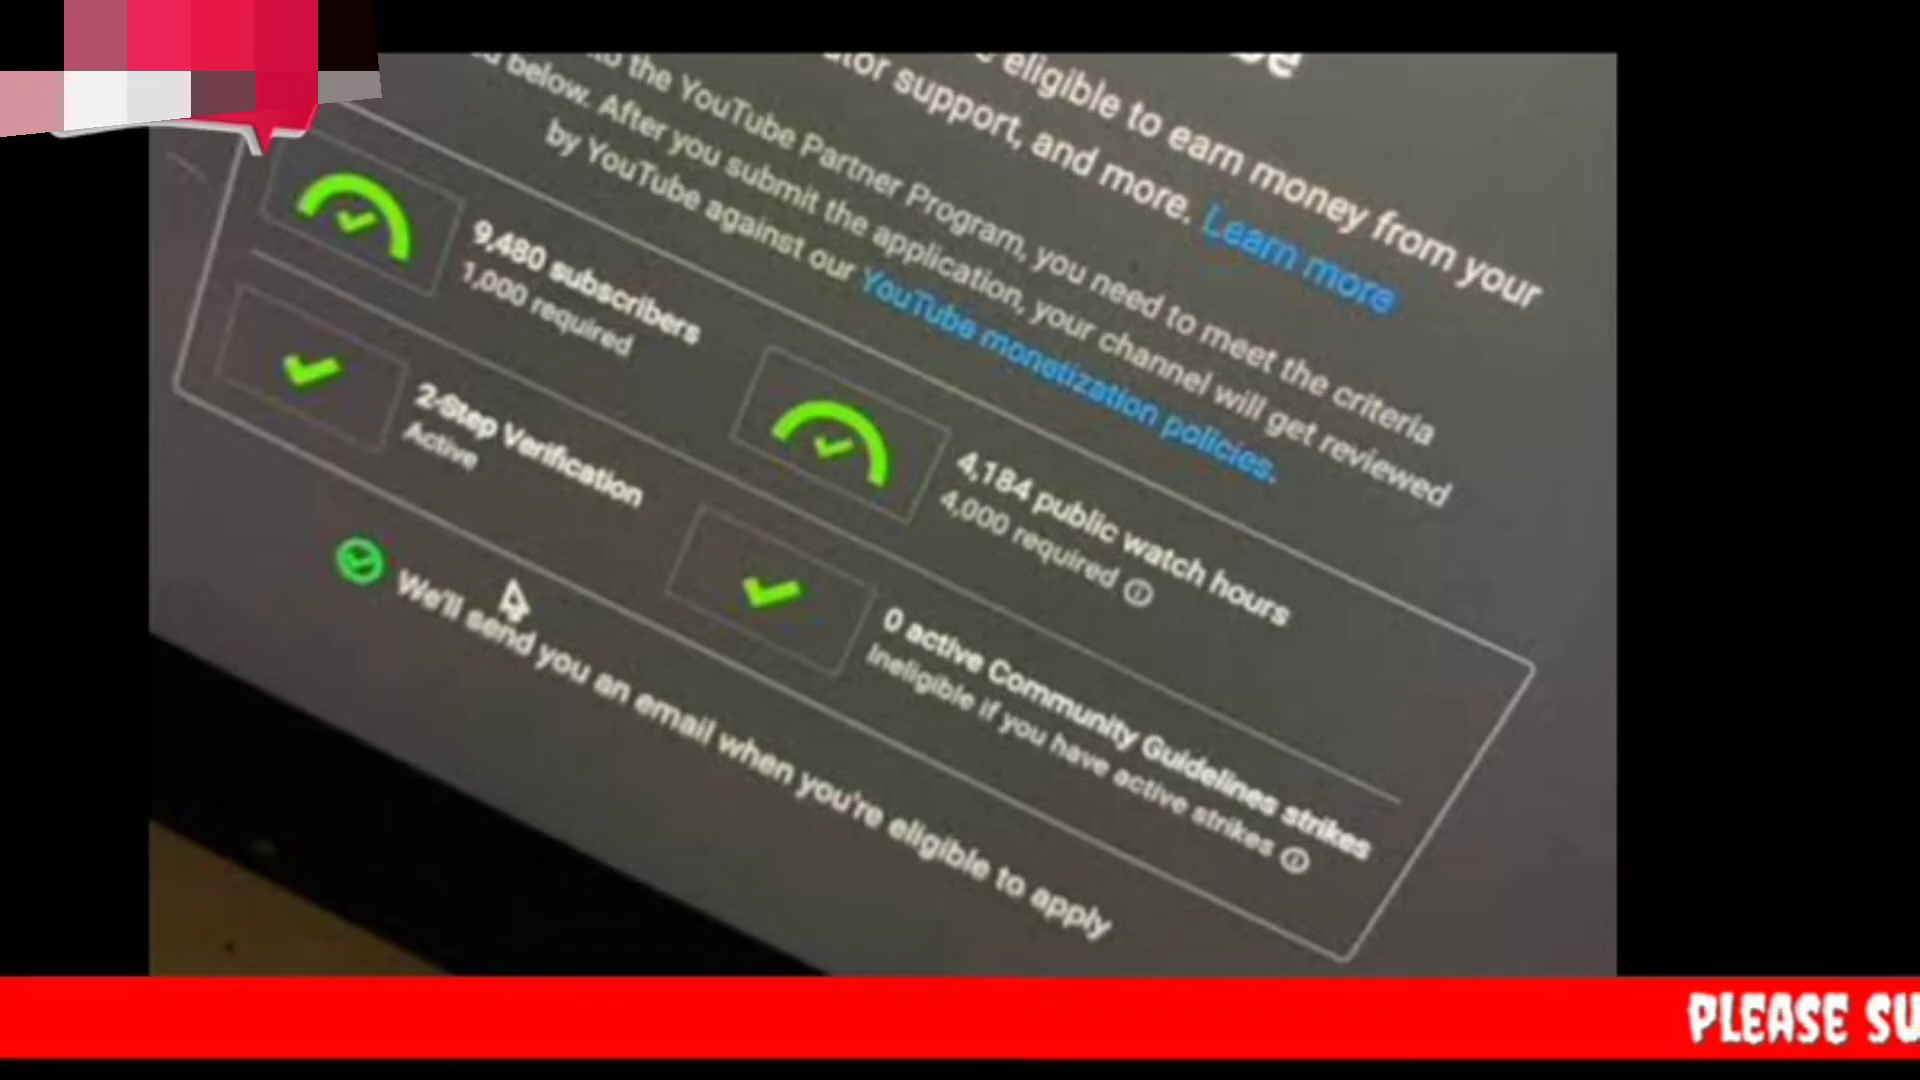 be
e eligible to earn money from your
ator support, and more. Learn more
to the YouTube Partner Program, you need to meet the criteria
d below. After you submit the application, your channel will get reviewed
by YouTube against our YouTube monetization policies.
9,480 subscribers
1,000 required
4,184 public watch hours
4,000 required
2-Step Verification
Active
0 active Community Guidelines strikes
Ineligible if you have active strikes
We'll send you an email when you're eligible to apply
PLEASE SU